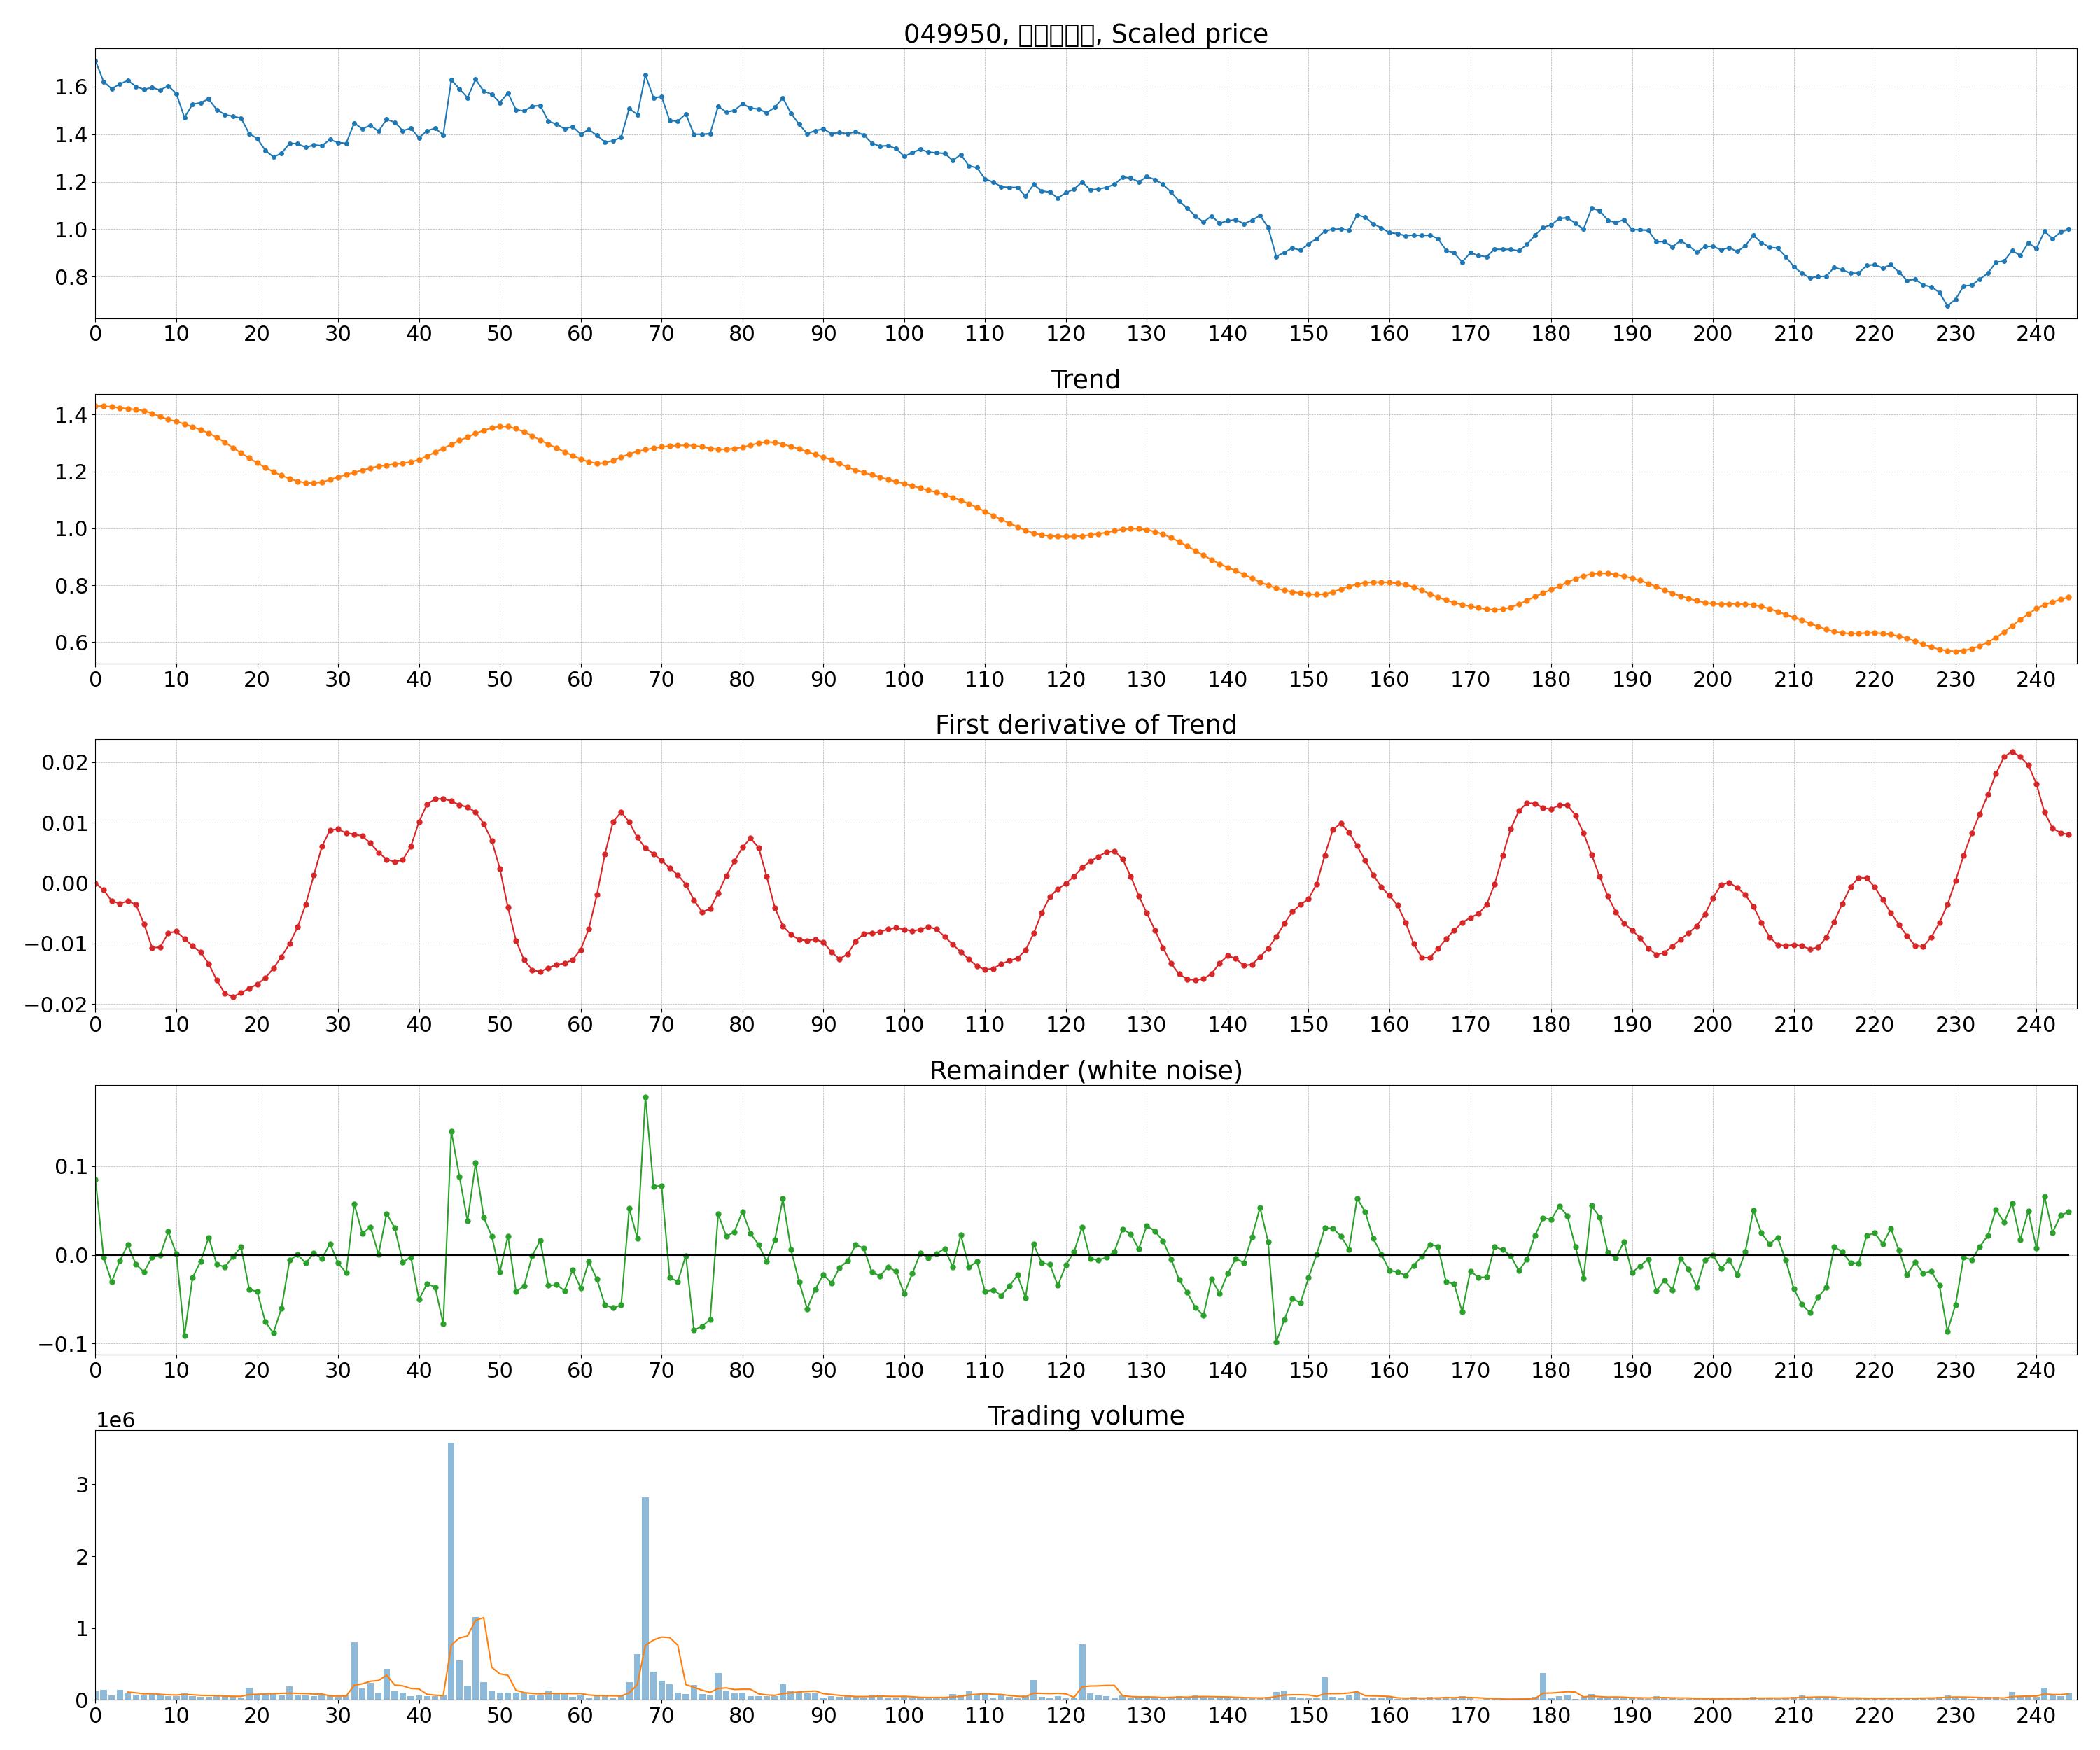 049950, , Scaled price
1.6
1.4
1.2
1.0
0.8
0 10 20 30 40 50 60 70 80 90 100 110 120 130 140 150 160 170 180 190 200 210 220 230 240
Trend
1.4
1.2
1.0
0.8
0.6
0 10 20 30 40 50 60 70 80 90 100 110 120 130 140 150 160 170 180 190 200 210 220 230 240
First derivative of Trend
0.02
0.01
0.00
−0.01
−0.02
0 10 20 30 40 50 60 70 80 90 100 110 120 130 140 150 160 170 180 190 200 210 220 230 240
Remainder (white noise)
0.1
0.0
−0.1
0 10 20 30 40 50 60 70 80 90 100 110 120 130 140 150 160 170 180 190 200 210 220 230 240
Trading volume
1e6
3
2
1
0
0 10 20 30 40 50 60 70 80 90 100 110 120 130 140 150 160 170 180 190 200 210 220 230 240